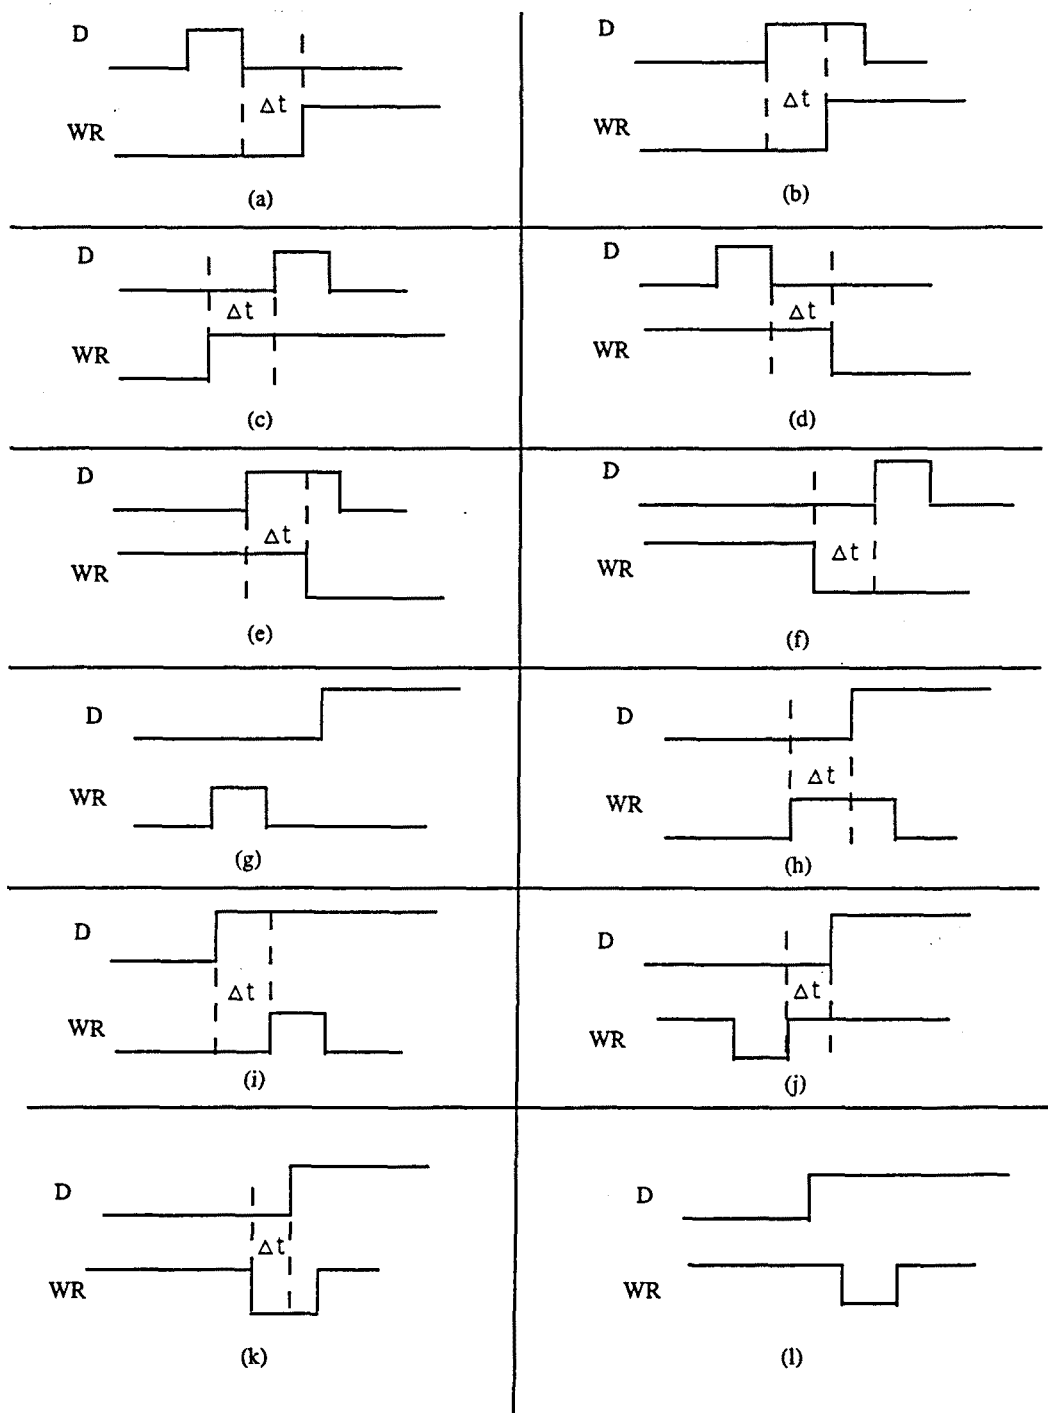 D
Δt
WR
(a)
D
Δt
WR
(b)
D
Δt
WR
(c)
D
Δt
WR
(d)
D
Δt
WR
(e)
D
Δt
WR
(f)
D
WR
(g)
D
Δt
WR
(h)
D
Δt
WR
(i)
D
Δt
WR
(j)
D
Δt
WR
(k)
D
WR
(l)